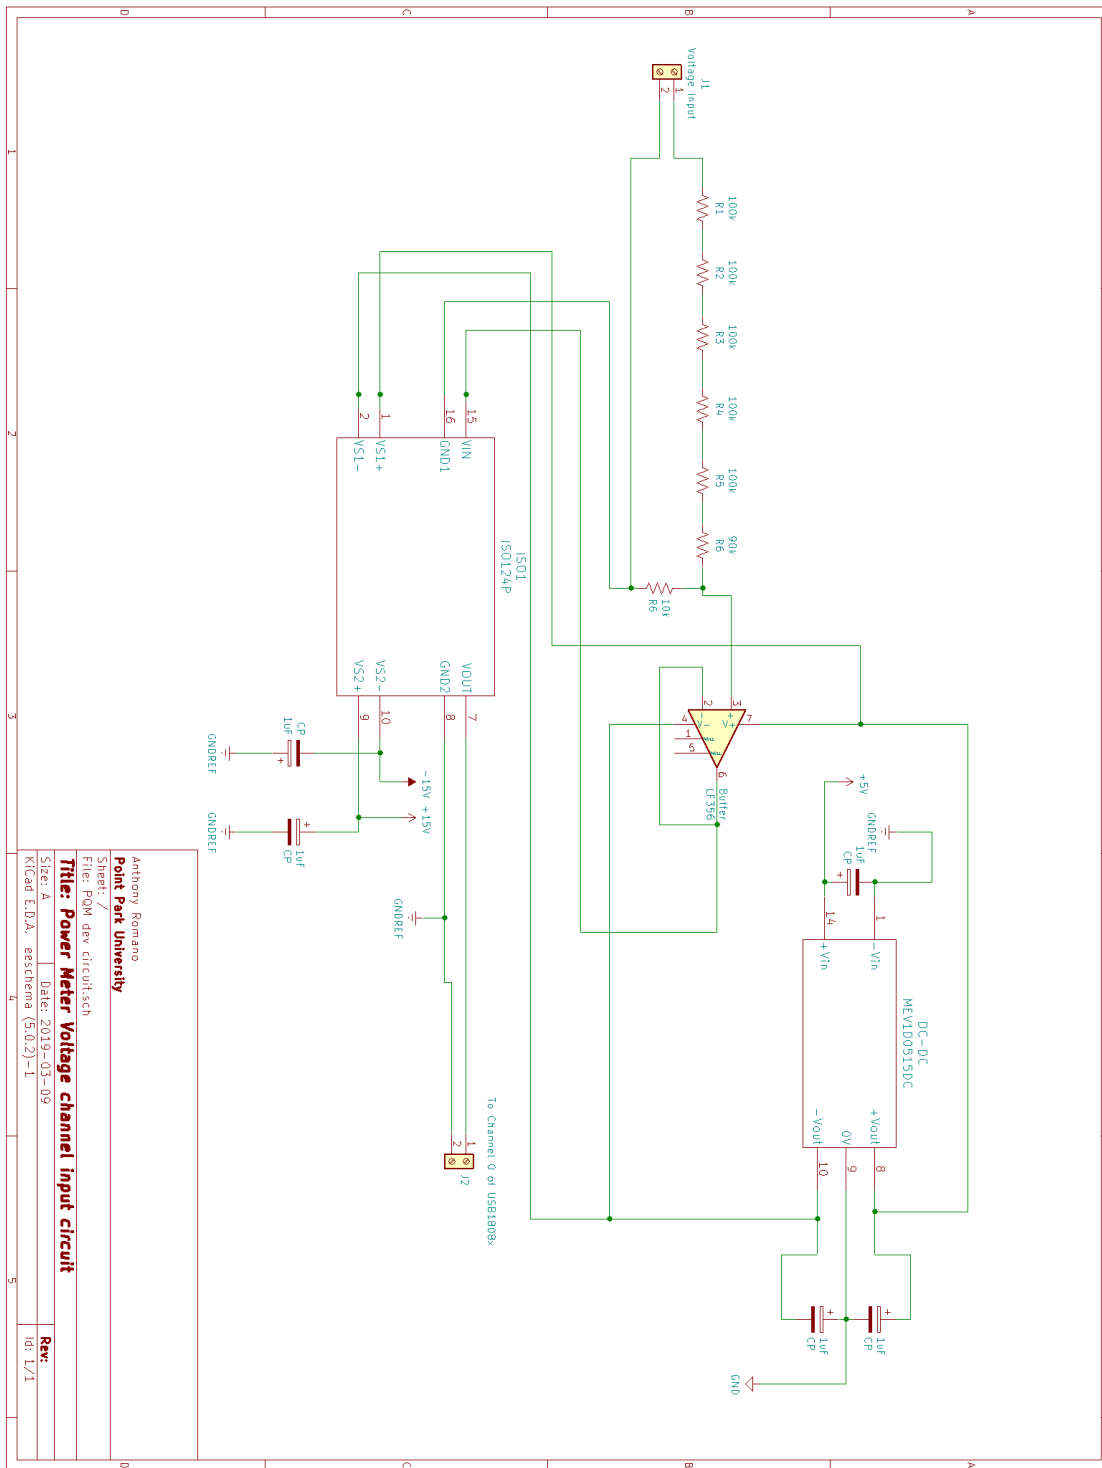 J1
Voltage Input
1
2
100k
R1
100k
R2
100k
R3
100k
R4
100k
R5
90k
R6
10k
R6
3
2
+
-
V+
V-
7
4
1
5
6
Buffer
LF356
+5V
GNDREF
1uF
CP
+
1
14
-Vin
+Vin
DC-DC
MEV1D0515DC
+Vout
0V
-Vout
8
9
10
+
1uF
CP
+
1uF
CP
GND
15
16
1
2
VIN
GND1
VS1+
VS1-
ISO1
ISO124P
VOUT
GND2
VS2-
VS2+
7
8
10
9
CP
1uF
+
GNDREF
-15V
+15V
+
1uF
CP
GNDREF
GNDREF
To Channel 0 of USB1808x
1
2
J2
Anthony Romano
Point Park University
Sheet: /
File: PQM dev circuit.sch
Title: Power Meter Voltage channel input circuit
Size: A
Date: 2019-03-09
Rev:
KiCad E.D.A.  eeschema (5.0.2)-1
Id: 1/1
1
2
3
4
5
A
B
C
D
A
B
C
D